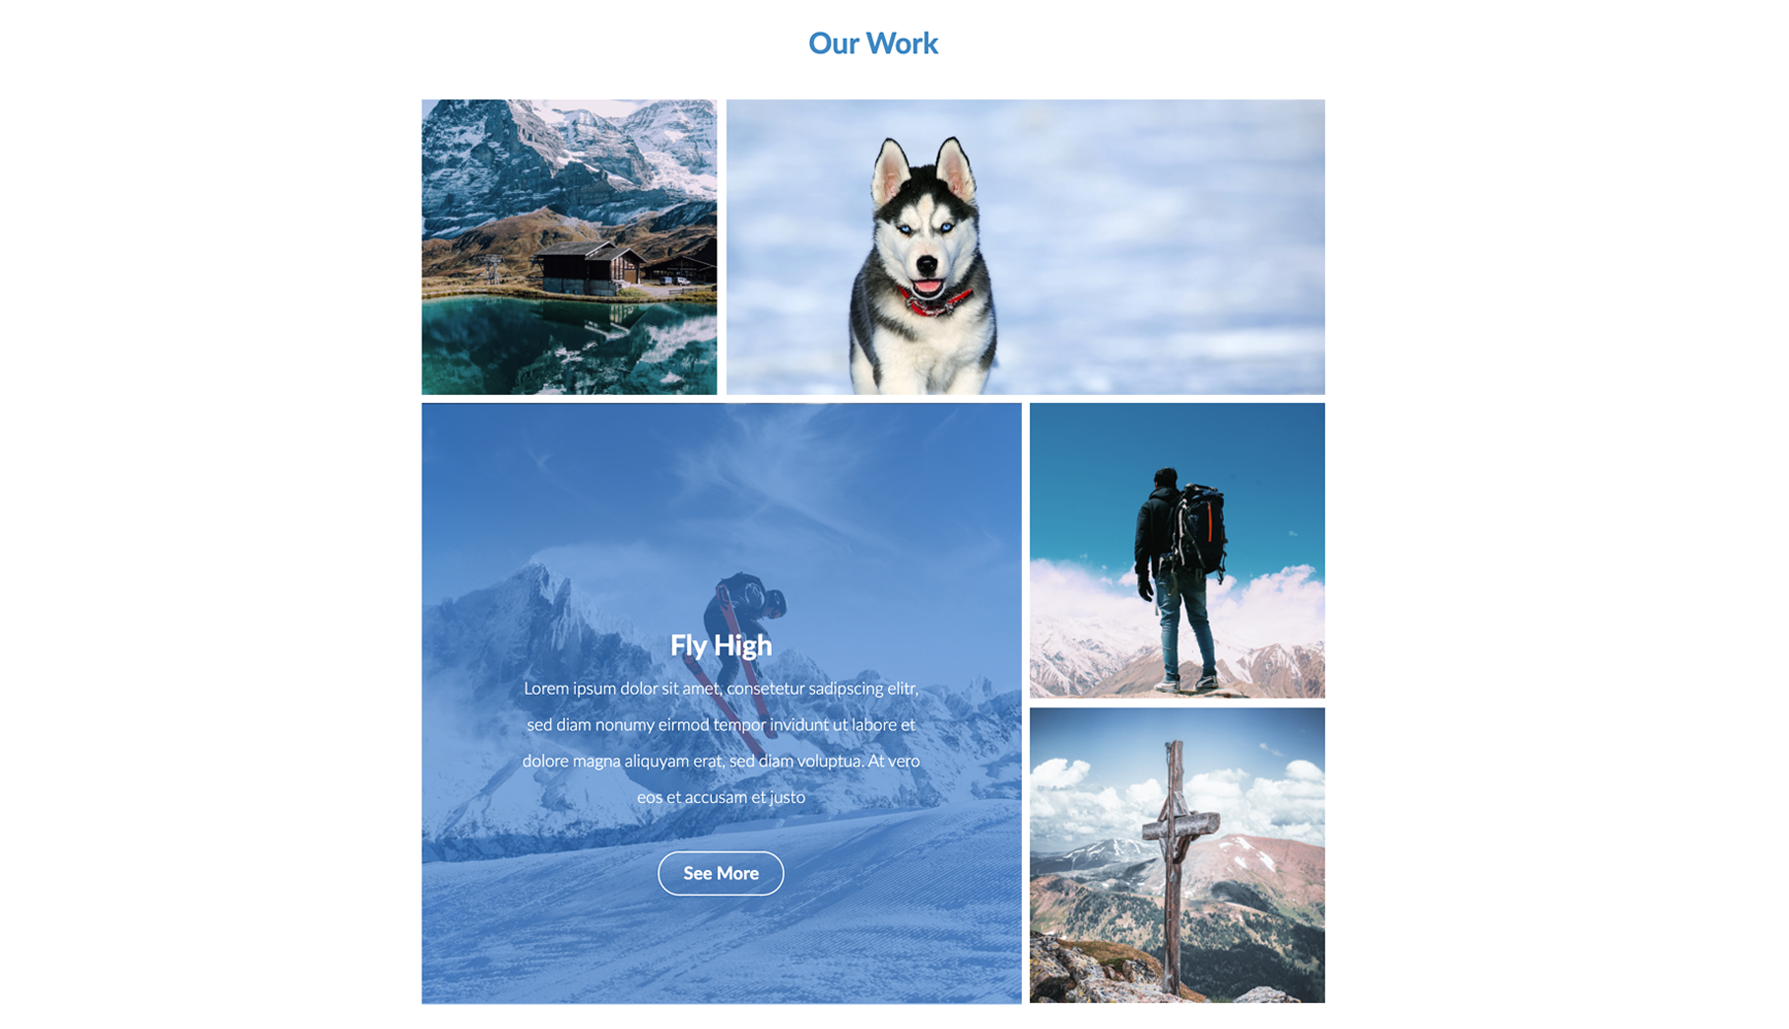 Our Work
Fly High
Lorem ipsum dolor sit amet, consetetur sadipscing elitr,
sed diam nonumy eirmod tempor invidunt ut labore et
dolore magna aliquyam erat, sed diam voluptua. At vero
eos et accusam et justo
See More